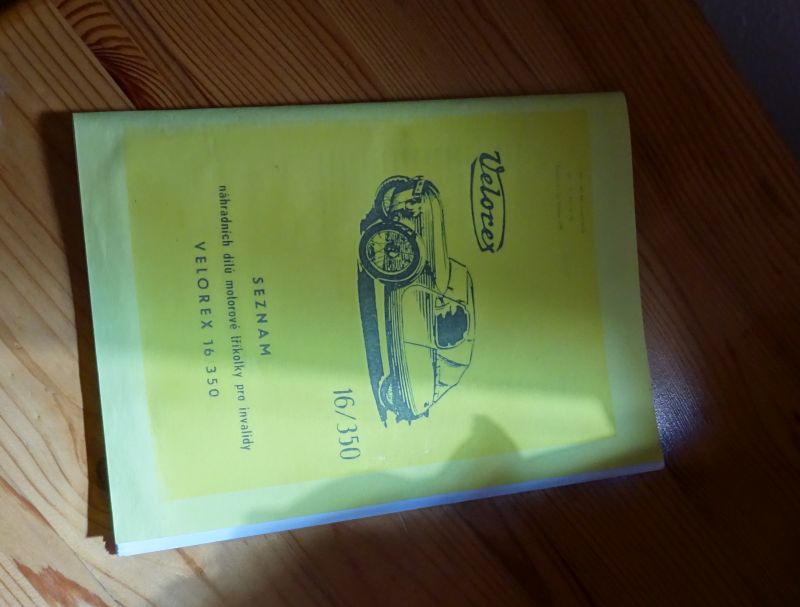 Velorex
16/350
SEZNAM
náhradních dílů motorové tříkolky pro invalidy
VELOREX 16 350